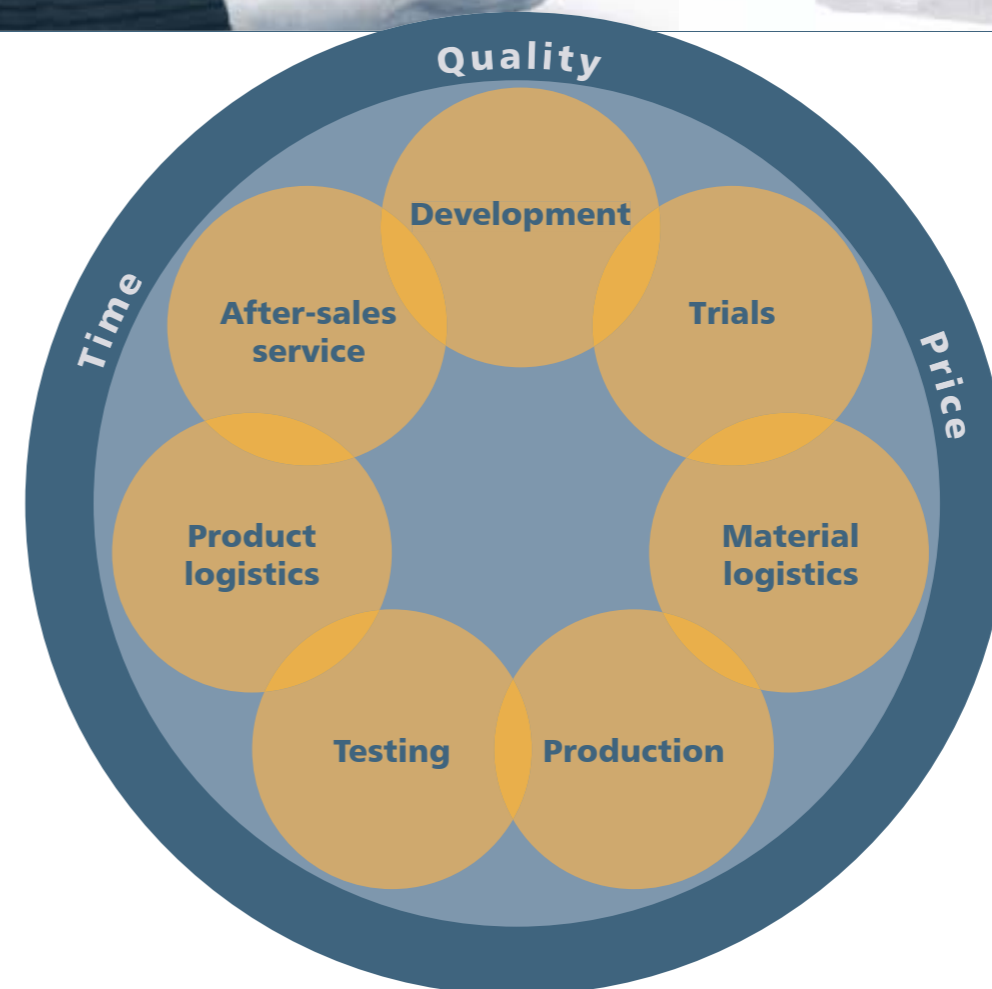 Quality
Time
Price
Development
After-sales
service
Trials
Product
logistics
Material
logistics
Testing
Production